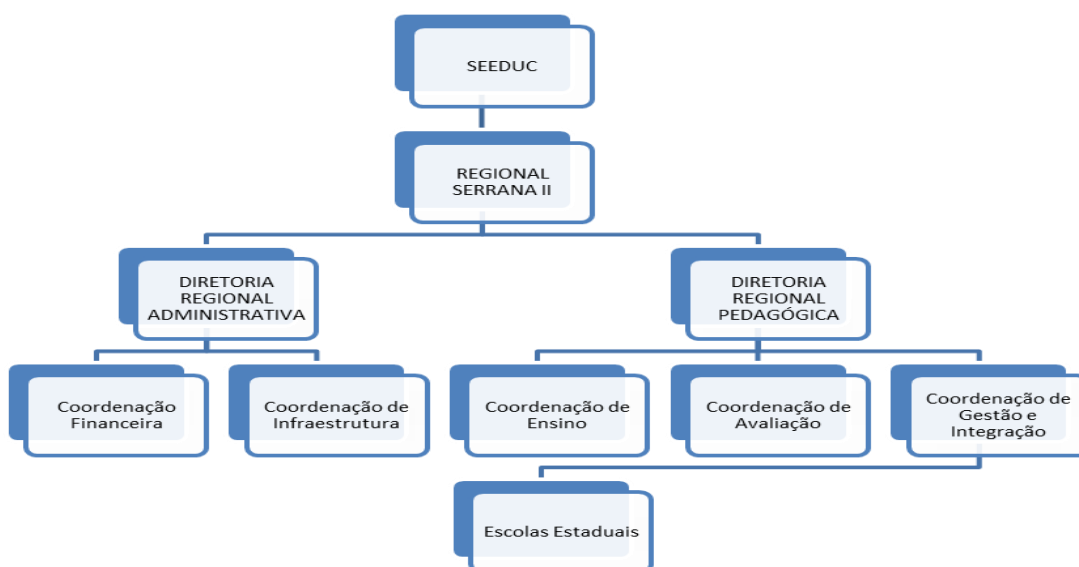 SEEDUC
REGIONAL
SERRANA II
DIRETORIA
REGIONAL
ADMINISTRATIVA
DIRETORIA
REGIONAL
PEDAGÓGICA
Coordenação
Financeira
Coordenação de
Infraestrutura
Coordenação de
Ensino
Coordenação de
Avaliação
Coordenação de
Gestão e
Integração
Escolas Estaduais